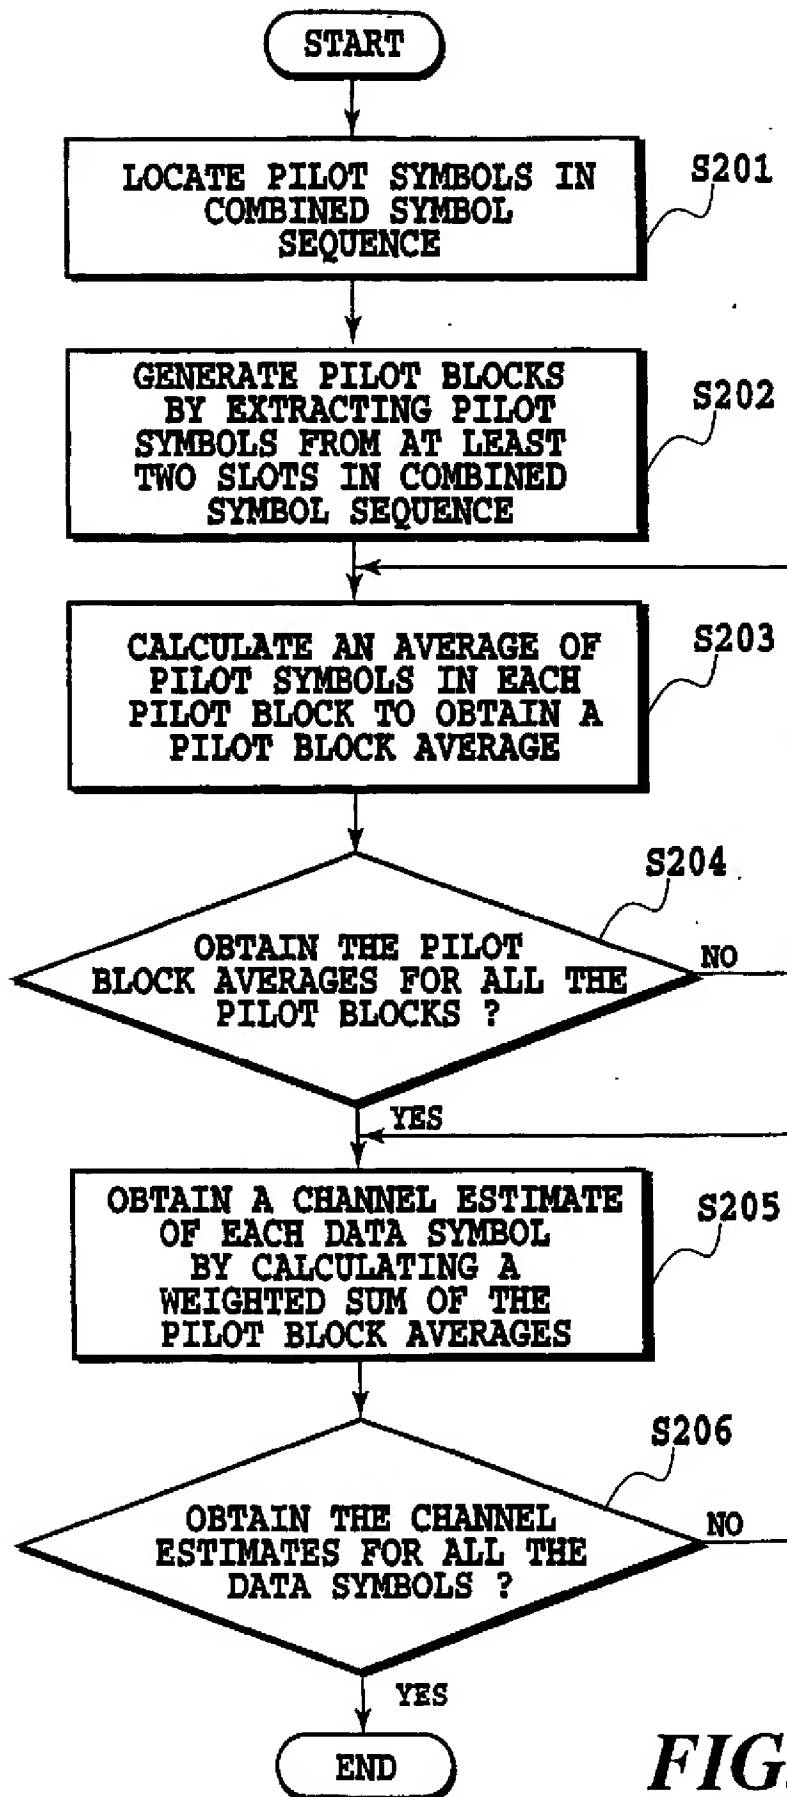 START
LOCATE PILOT SYMBOLS IN
COMBINED SYMBOL
SEQUENCE
S201
GENERATE PILOT BLOCKS
BY EXTRACTING PILOT
SYMBOLS FROM AT LEAST
TWO SLOTS IN COMBINED
SYMBOL SEQUENCE
S202
CALCULATE AN AVERAGE OF
PILOT SYMBOLS IN EACH
PILOT BLOCK TO OBTAIN A
PILOT BLOCK AVERAGE
S203
S204
OBTAIN THE PILOT
BLOCK AVERAGES FOR ALL THE
PILOT BLOCKS ?
NO
YES
OBTAIN A CHANNEL ESTIMATE
OF EACH DATA SYMBOL
BY CALCULATING A
WEIGHTED SUM OF THE
PILOT BLOCK AVERAGES
S205
S206
OBTAIN THE CHANNEL
ESTIMATES FOR ALL THE
DATA SYMBOLS ?
NO
YES
END
FIG.